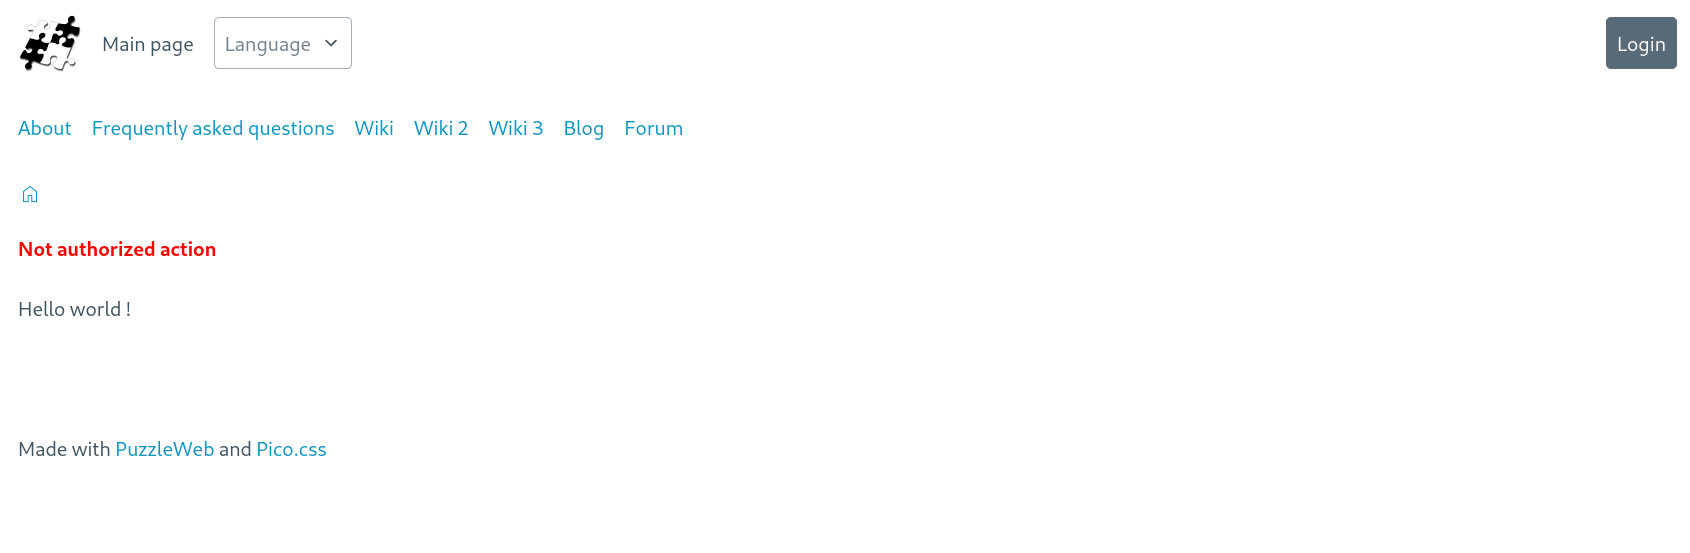 Main page Language Login
About Frequently asked questions Wiki Wiki 2 Wiki 3 Blog Forum
Not authorized action
Hello world !
Made with PuzzleWeb and Pico.css